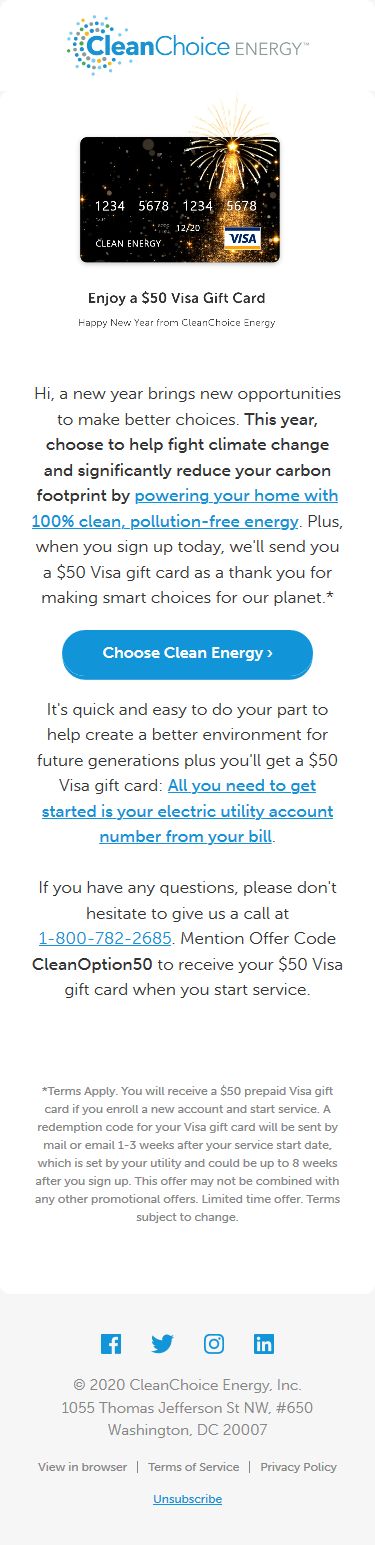 CleanChoice ENERGY™
1234 5678 1234 5678
12/20
CLEAN ENERGY
VISA
Enjoy a $50 Visa Gift Card
Happy New Year from CleanChoice Energy
Hi, a new year brings new opportunities
to make better choices. This year,
choose to help fight climate change
and significantly reduce your carbon
footprint by powering your home with
100% clean, pollution-free energy. Plus,
when you sign up today, we'll send you
a $50 Visa gift card as a thank you for
making smart choices for our planet.*
Choose Clean Energy ›
It's quick and easy to do your part to
help create a better environment for
future generations plus you'll get a $50
Visa gift card: All you need to get
started is your electric utility account
number from your bill.
If you have any questions, please don't
hesitate to give us a call at
1-800-782-2685. Mention Offer Code
CleanOption50 to receive your $50 Visa
gift card when you start service.
*Terms Apply. You will receive a $50 prepaid Visa gift
card if you enroll a new account and start service. A
redemption code for your Visa gift card will be sent by
mail or email 1-3 weeks after your service start date,
which is set by your utility and could be up to 8 weeks
after you sign up. This offer may not be combined with
any other promotional offers. Limited time offer. Terms
subject to change.
© 2020 CleanChoice Energy, Inc.
1055 Thomas Jefferson St NW, #650
Washington, DC 20007
View in browser | Terms of Service | Privacy Policy
Unsubscribe